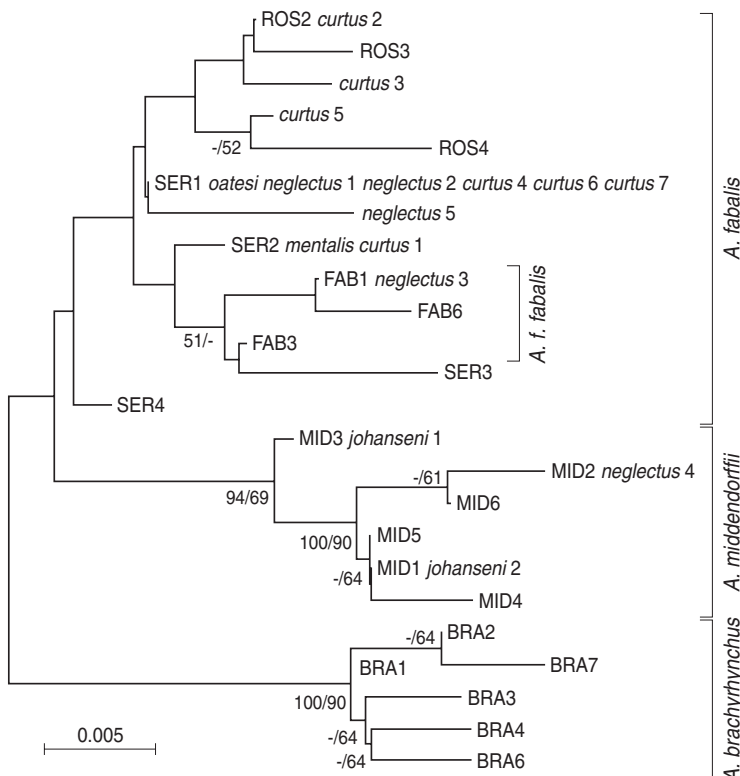 ROS2 curtus 2
ROS3
curtus 3
curtus 5
-/52
ROS4
SER1 oatesi neglectus 1 neglectus 2 curtus 4 curtus 6 curtus 7
neglectus 5
SER2 mentalis curtus 1
FAB1 neglectus 3
FAB6
51/-
FAB3
SER3
A. f. fabalis
SER4
A. fabalis
MID3 johanseni 1
94/69
-/61
MID2 neglectus 4
MID6
100/90
MID5
MID1 johanseni 2
-/64
MID4
A. middendorffii
-/64
BRA2
BRA1
BRA7
100/90
BRA3
-/64
BRA4
-/64
BRA6
A. brachyrhynchus
0.005